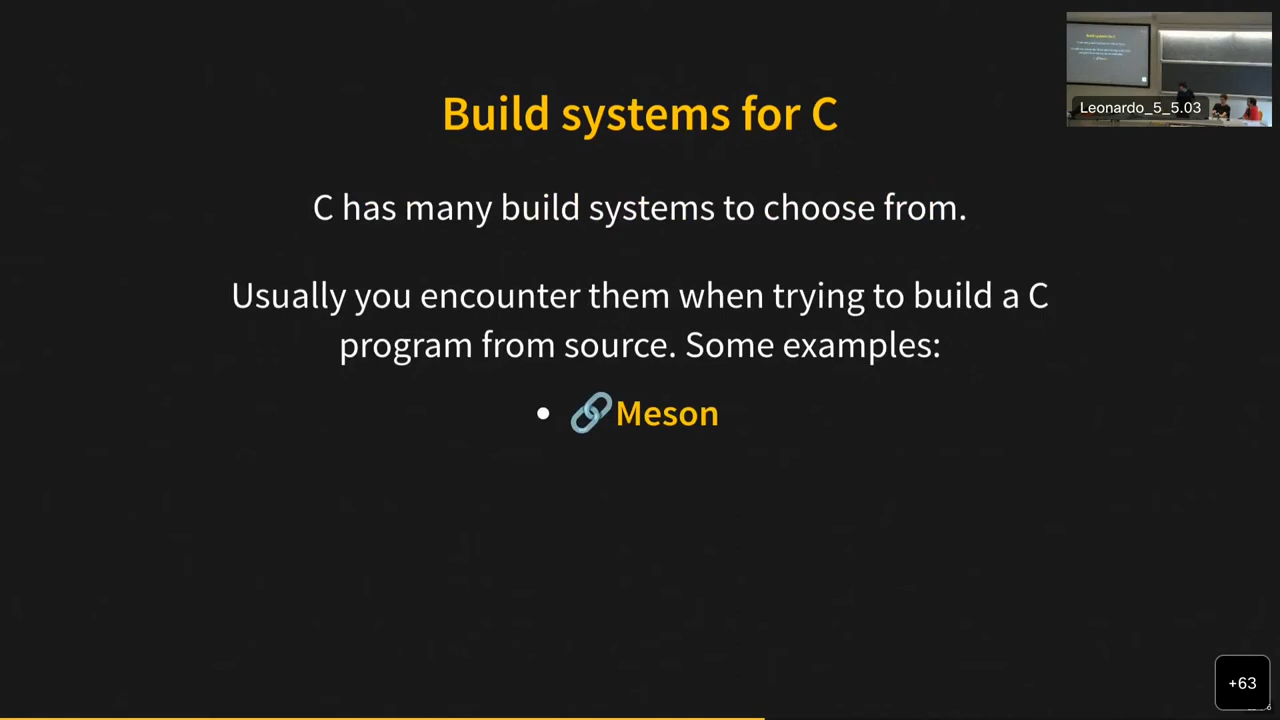 Build systems for C
Leonardo_5_5.03
C has many build systems to choose from.
Usually you encounter them when trying to build a C
program from source. Some examples:
• 🔗Meson
+63